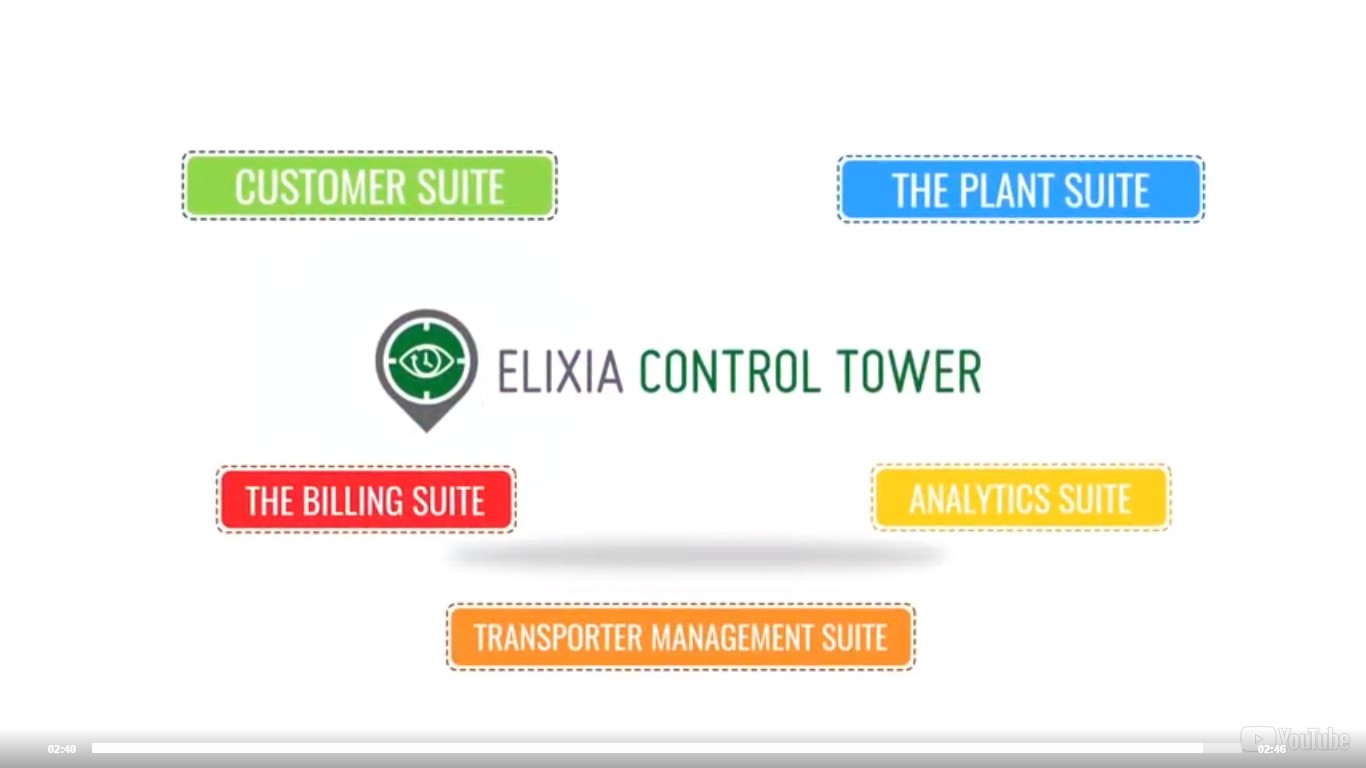 CUSTOMER SUITE
THE PLANT SUITE
ELIXIA CONTROL TOWER
THE BILLING SUITE
ANALYTICS SUITE
TRANSPORTER MANAGEMENT SUITE
02:40
02:46
YouTube